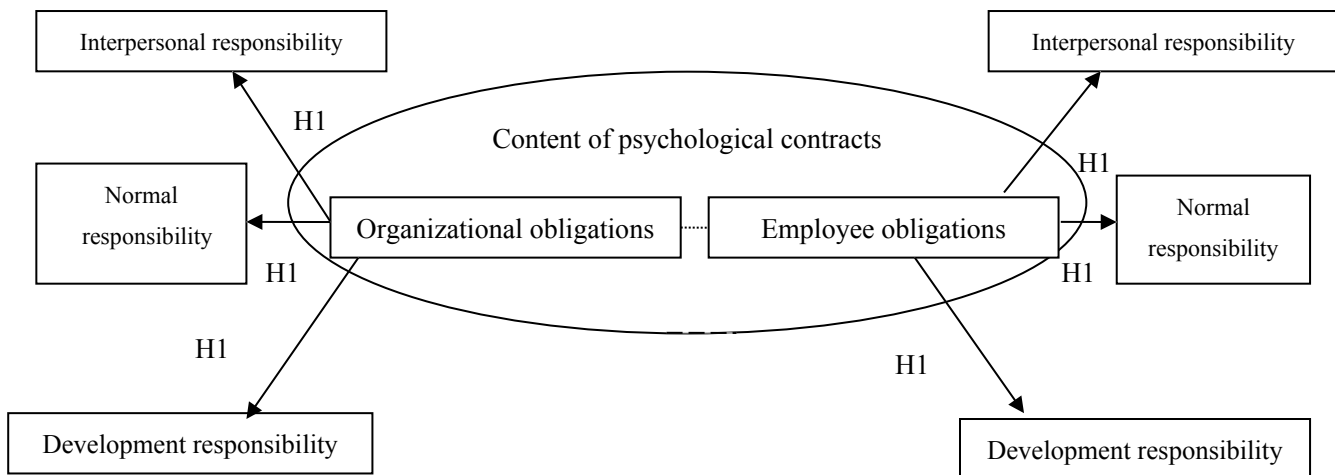 Interpersonal responsibility
Interpersonal responsibility
H1
Content of psychological contracts
H1
Normal
responsibility
Organizational obligations
Employee obligations
Normal
responsibility
H1
H1
H1
H1
Development responsibility
Development responsibility